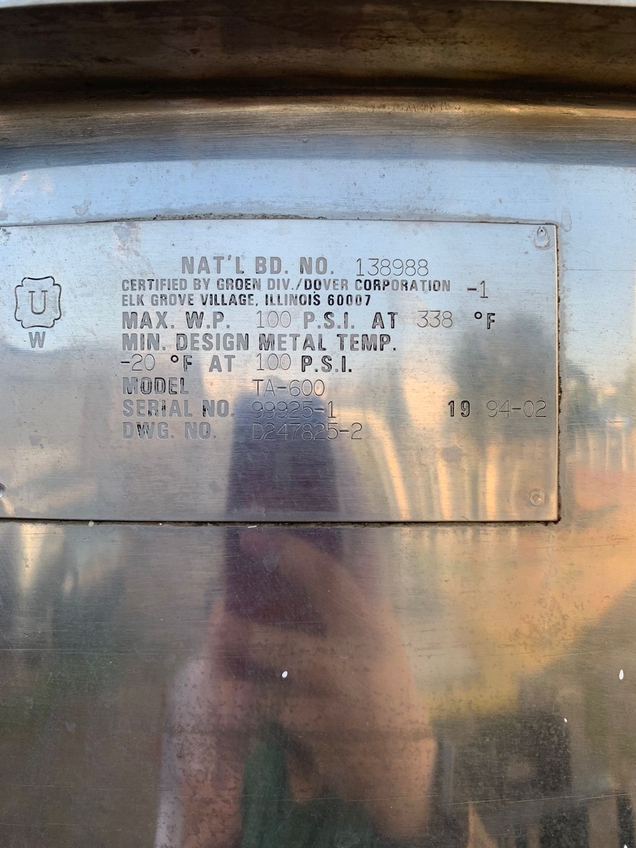 NAT'L BD. NO. 138988
CERTIFIED BY GROEN DIV./DOVER CORPORATION -1
ELK GROVE VILLAGE, ILLINOIS 60007
U
W
MAX. W.P. 100 P.S.I. AT 338 °F
MIN. DESIGN METAL TEMP.
-20 °F AT 100 P.S.I.
MODEL TA-600
SERIAL NO. 99925-1 19 94-02
DWG. NO. D247825-2